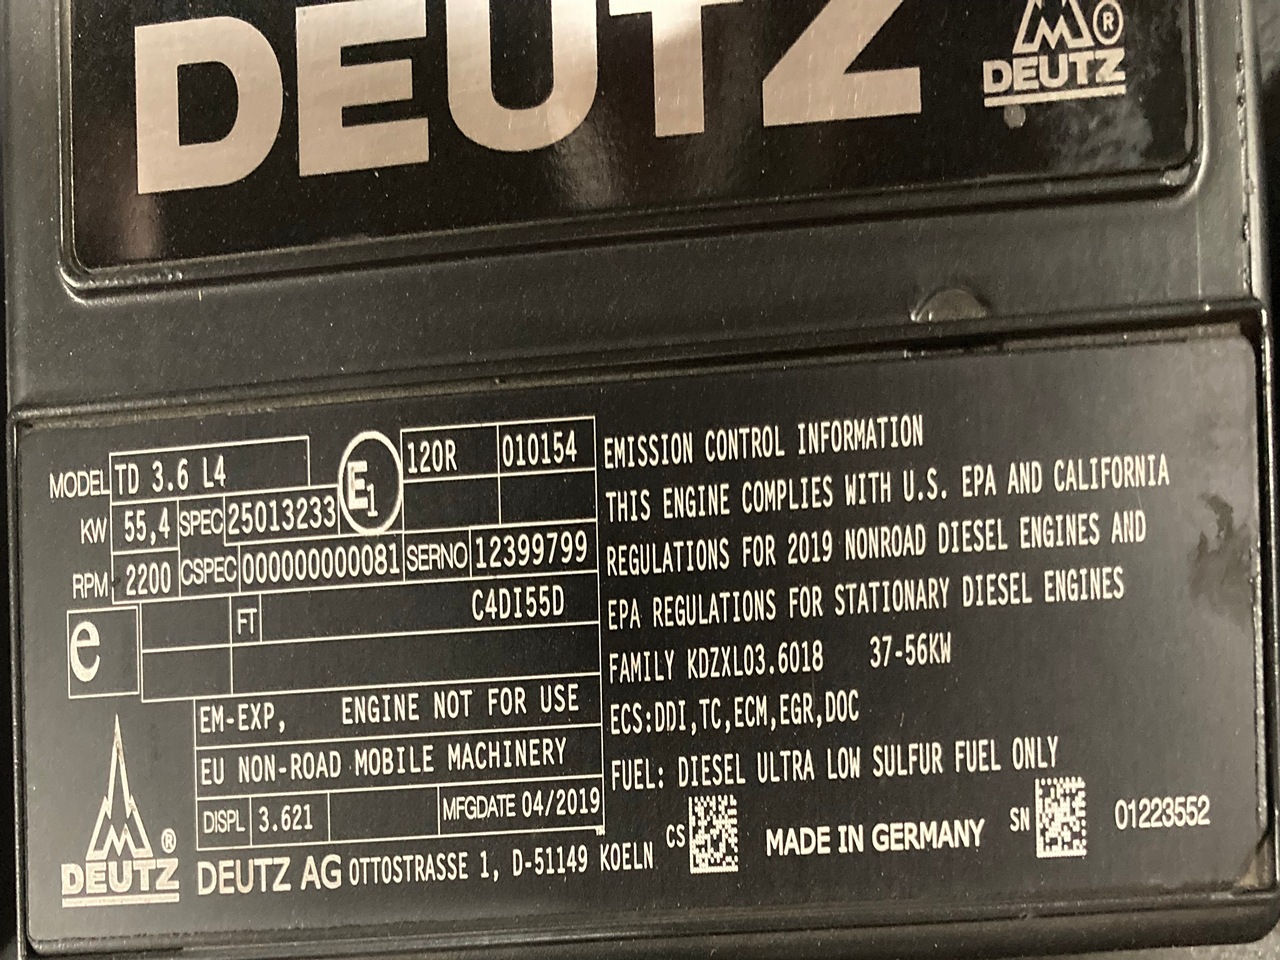 DEUTZ
®
DEUTZ
MODEL TD 3.6 L4
E1 120R 010154
KW 55,4 SPEC 25013233
RPM 2200 CSPEC 000000000081 SERNO 12399799
e FT C4DI55D
EM-EXP, ENGINE NOT FOR USE
EU NON-ROAD MOBILE MACHINERY
DISPL 3.621 MFGDATE 04/2019
®
DEUTZ
DEUTZ AG OTTOSTRASSE 1, D-51149 KOELN
EMISSION CONTROL INFORMATION
THIS ENGINE COMPLIES WITH U.S. EPA AND CALIFORNIA
REGULATIONS FOR 2019 NONROAD DIESEL ENGINES AND
EPA REGULATIONS FOR STATIONARY DIESEL ENGINES
FAMILY KDZXL03.6018 37-56KW
ECS:DDI,TC,ECM,EGR,DOC
FUEL: DIESEL ULTRA LOW SULFUR FUEL ONLY
CS MADE IN GERMANY SN 01223552